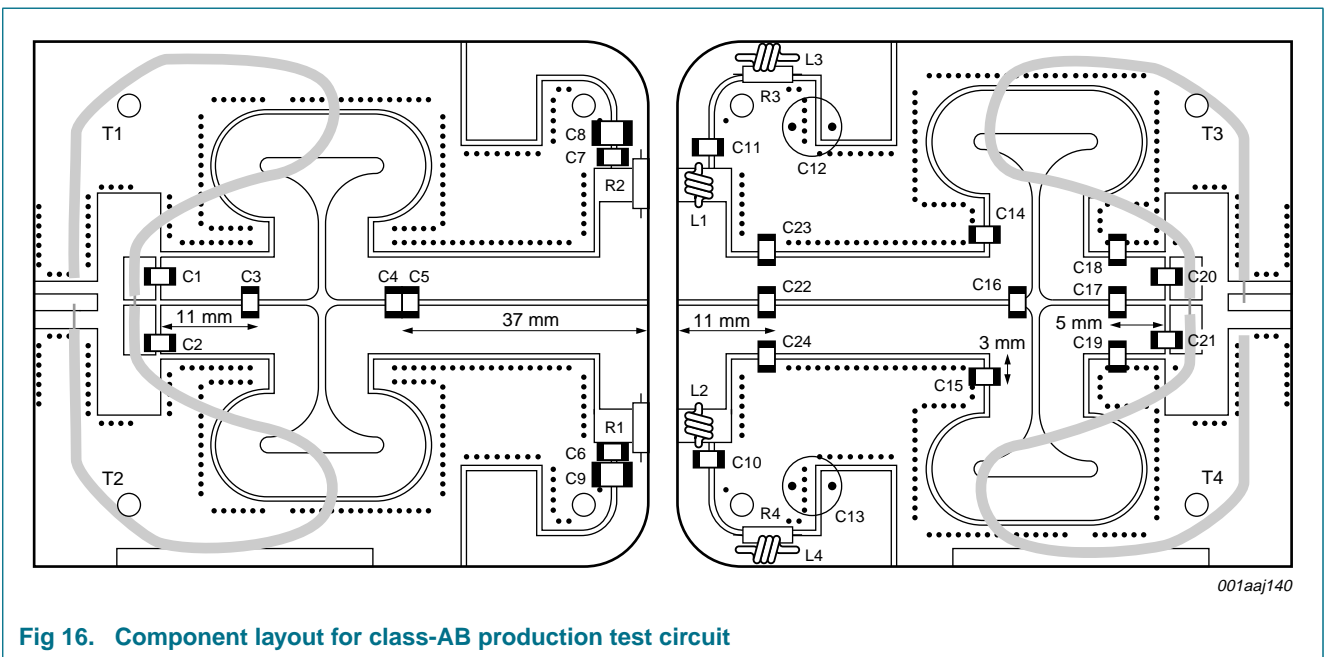 L3
R3
T1
T3
C8
C11
C7
C12
R2
L1
C14
C23
C18
C1
C3
C4 C5
C20
C22
C16
C17
11 mm
37 mm
11 mm
5 mm
C2
C24
3 mm
C19
C21
C15
L2
R1
C6
C10
C9
T2
T4
R4
C13
L4
001aaj140
Fig 16. Component layout for class-AB production test circuit